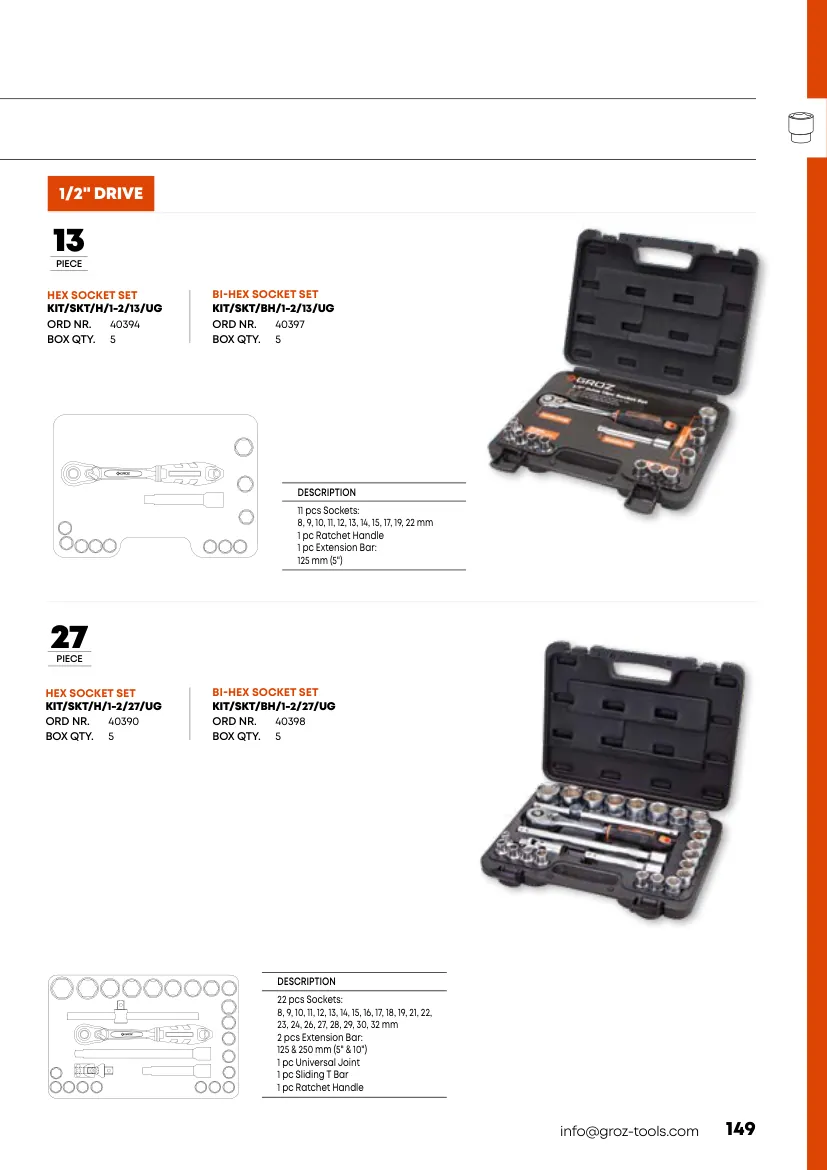 1/2" DRIVE
13
PIECE
HEX SOCKET SET
KIT/SKT/H/1-2/13/UG
ORD NR. 40394
BOX QTY. 5
BI-HEX SOCKET SET
KIT/SKT/BH/1-2/13/UG
ORD NR. 40397
BOX QTY. 5
GROZ
GROZ
DESCRIPTION
11 pcs Sockets:
8, 9, 10, 11, 12, 13, 14, 15, 17, 19, 22 mm
1 pc Ratchet Handle
1 pc Extension Bar:
125 mm (5")
27
PIECE
HEX SOCKET SET
KIT/SKT/H/1-2/27/UG
ORD NR. 40390
BOX QTY. 5
BI-HEX SOCKET SET
KIT/SKT/BH/1-2/27/UG
ORD NR. 40398
BOX QTY. 5
GROZ
DESCRIPTION
22 pcs Sockets:
8, 9, 10, 11, 12, 13, 14, 15, 16, 17, 18, 19, 21, 22,
23, 24, 26, 27, 28, 29, 30, 32 mm
2 pcs Extension Bar:
125 & 250 mm (5" & 10")
1 pc Universal Joint
1 pc Sliding T Bar
1 pc Ratchet Handle
info@groz-tools.com 149